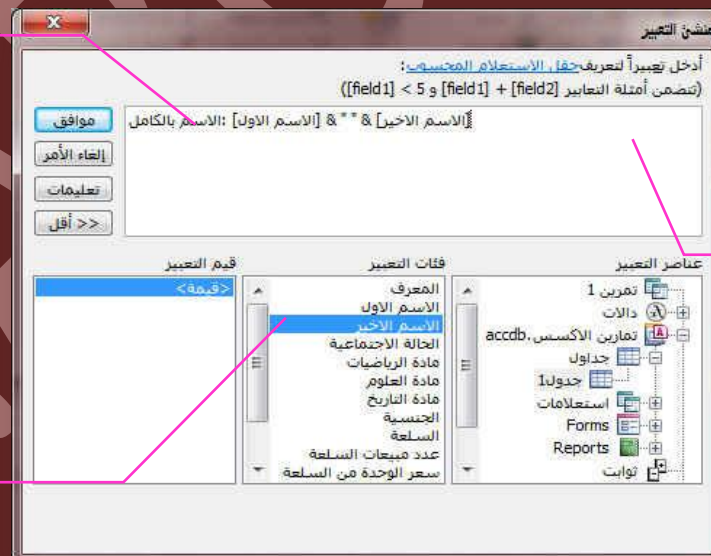 منشئ التعبير
أدخل تعبيراً لتعريف حقل الاستعلام المحسوب:
(تتضمن أمثلة التعابير [field1] + [field2] و [field1] < 5)
الاسم بالكامل: [الاسم الاول] & " " & [الاسم الاخير]
موافق
إلغاء الأمر
تعليمات
<< أقل
عناصر التعبير
تمرين 1
دالات
تمارين الاكسس.accdb
جداول
جدول1
استعلامات
Forms
Reports
ثوابت
فئات التعبير
المعرف
الاسم الاول
الاسم الاخير
الحالة الاجتماعية
مادة الرياضيات
مادة العلوم
مادة التاريخ
الجنسية
السلعة
عدد مبيعات السلعة
سعر الوحدة من السلعة
قيم التعبير
<قيمة>